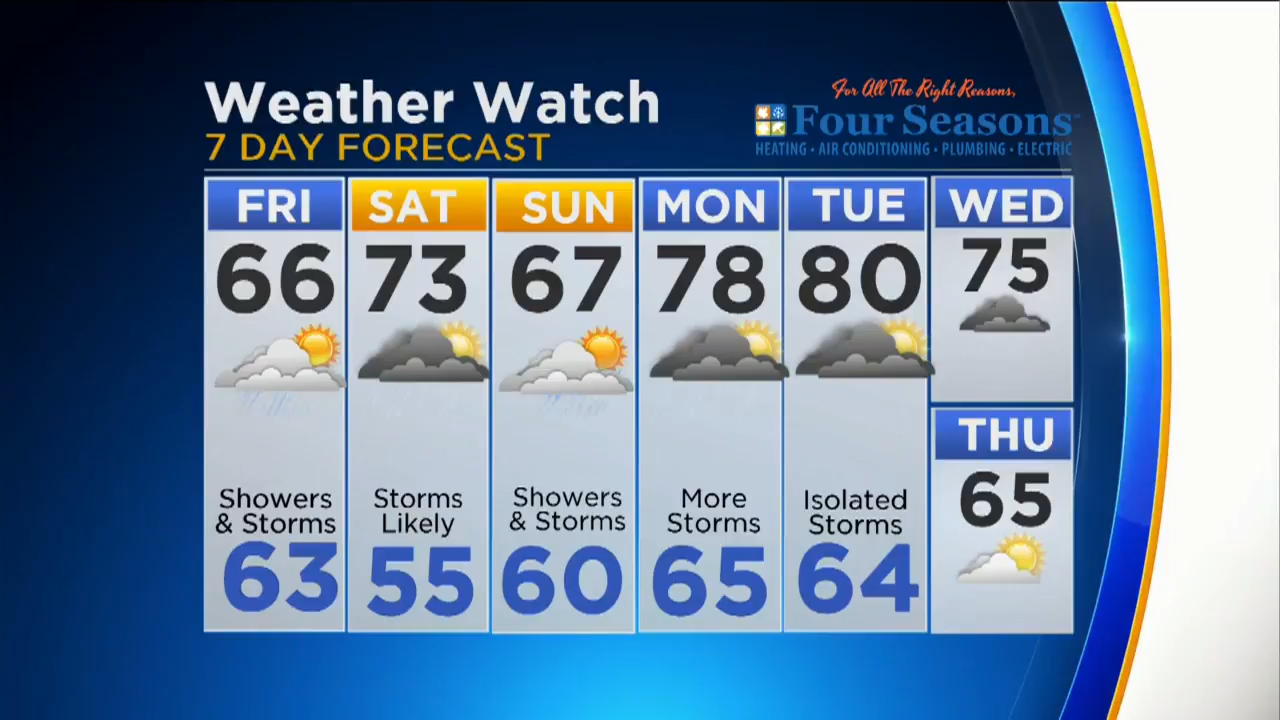 Weather Watch
7 DAY FORECAST
For All The Right Reasons,
Four Seasons
HEATING • AIR CONDITIONING • PLUMBING • ELECTRIC
FRI
66
Showers
& Storms
63
SAT
73
Storms
Likely
55
SUN
67
Showers
& Storms
60
MON
78
More
Storms
65
TUE
80
Isolated
Storms
64
WED
75
THU
65